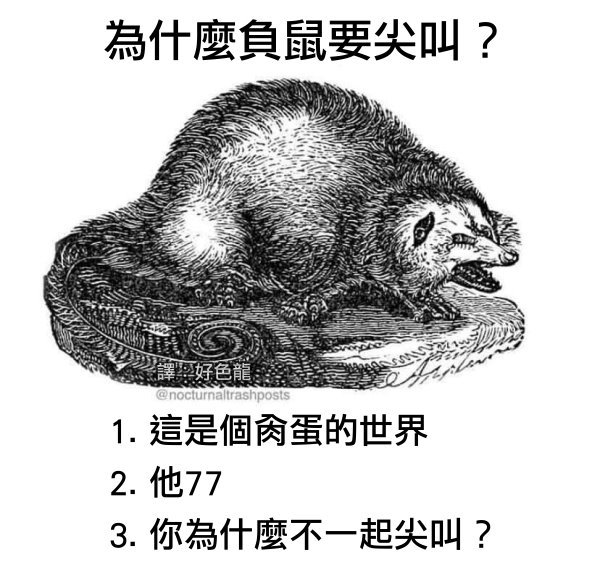 為什麼負鼠要尖叫？
譯：好色龍
@nocturnaltrashposts
1. 這是個肏蛋的世界
2. 他77
3. 你為什麼不一起尖叫？